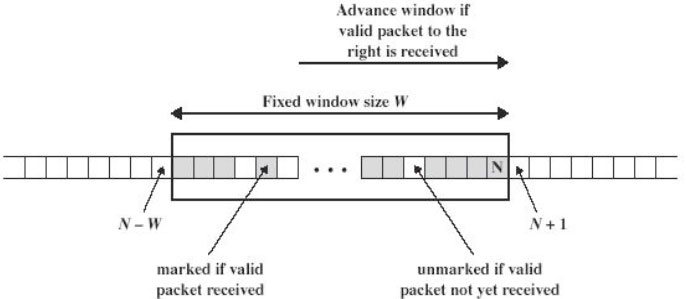 Advance window if
valid packet to the
right is received
Fixed window size W
N
N – W
N + 1
marked if valid
packet received
unmarked if valid
packet not yet received